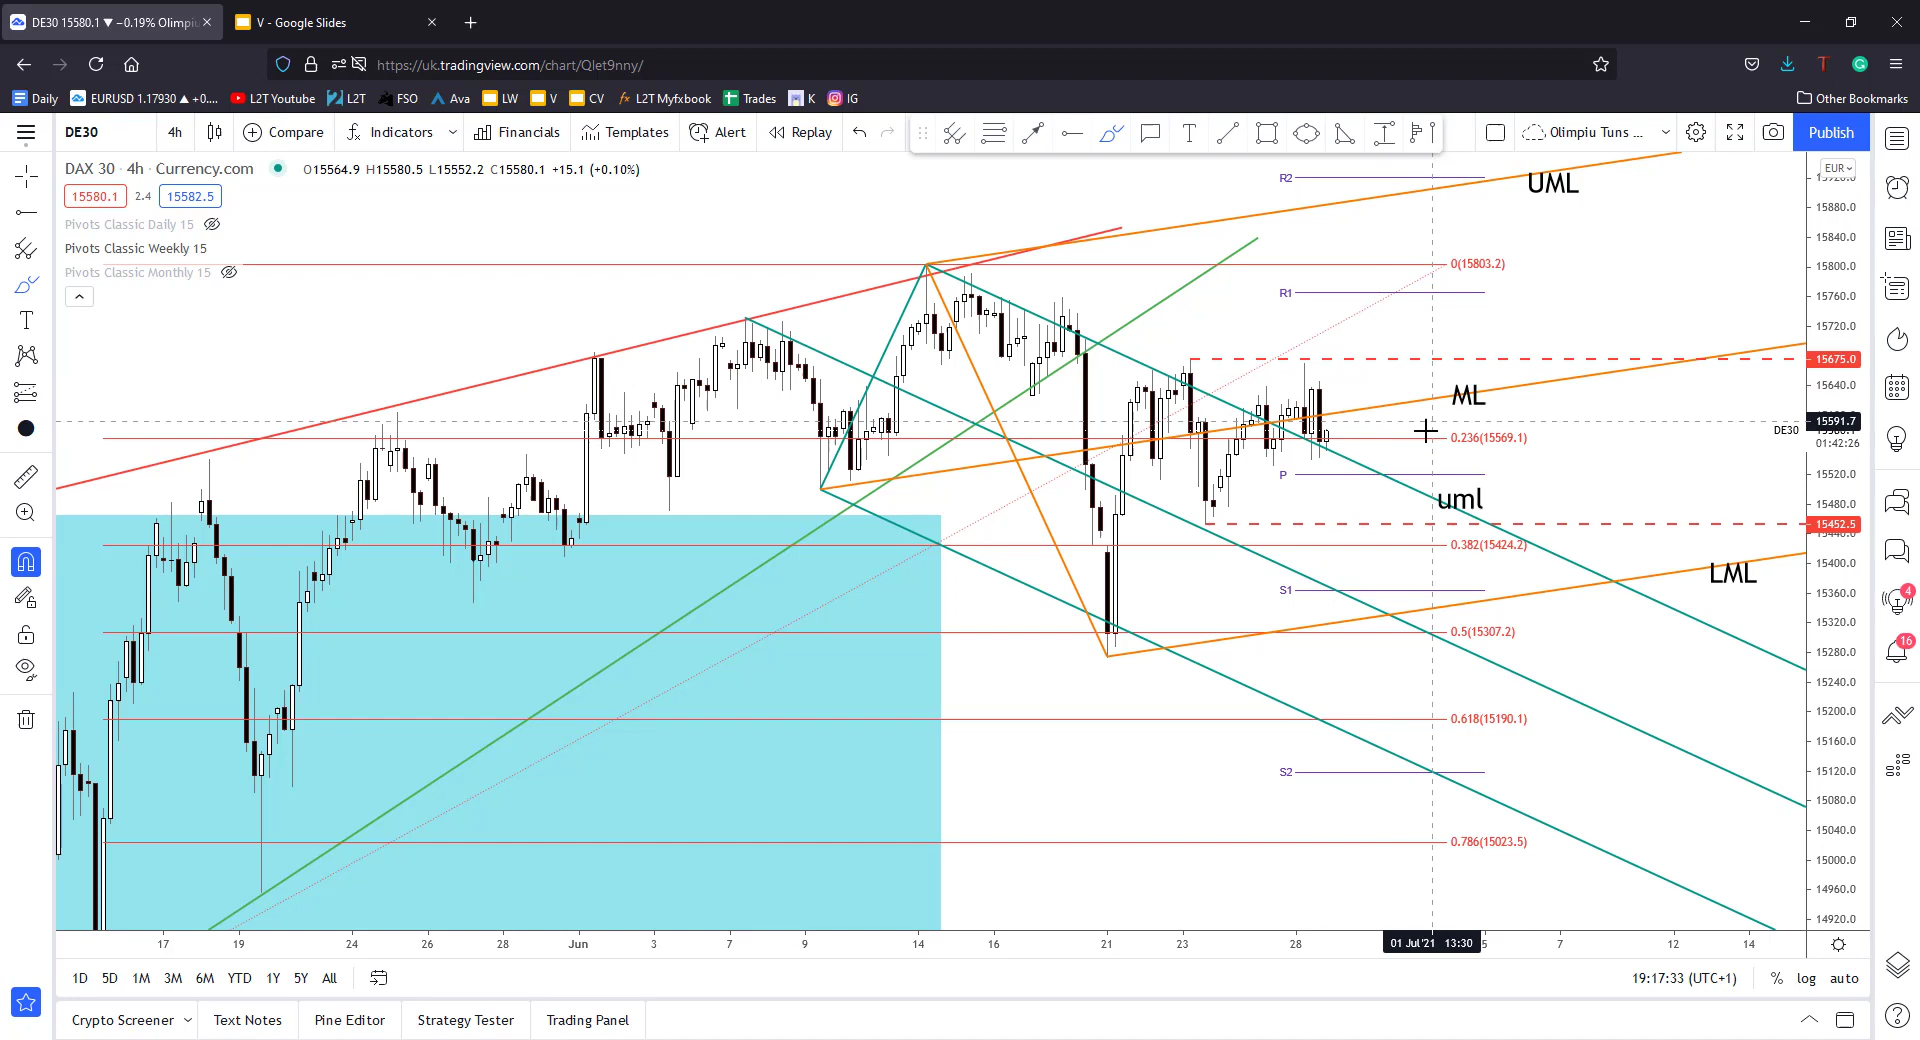 DE30 15580.1 ▼ −0.19% Olimpiu
V - Google Slides
https://uk.tradingview.com/chart/Qlet9nny/
Daily EURUSD 1.17930 ▲ +0.... L2T Youtube L2T FSO Ava LW V CV L2T Myfxbook Trades K IG Other Bookmarks
DE30 4h Compare Indicators Financials Templates Alert Replay Olimpiu Tuns ... Publish
DAX 30 · 4h · Currency.com O15564.9 H15580.5 L15552.2 C15580.1 +15.1 (+0.10%)
15580.1 2.4 15582.5
Pivots Classic Daily 15
Pivots Classic Weekly 15
Pivots Classic Monthly 15
EUR
R2
UML
15880.0
15840.0
0(15803.2)
15800.0
R1
15760.0
15720.0
15675.0
15640.0
ML
15591.7
DE30
01:42:26
0.236(15569.1)
P
15520.0
uml
15480.0
15452.5
15440.0
0.382(15424.2)
LML
15400.0
S1
15360.0
15320.0
0.5(15307.2)
15280.0
15240.0
15200.0
0.618(15190.1)
15160.0
S2
15120.0
15080.0
15040.0
0.786(15023.5)
15000.0
14960.0
14920.0
4
16
17 19 24 26 28 Jun 3 7 9 14 16 21 23 28 01 Jul'21 13:30 5 7 12 14
1D 5D 1M 3M 6M YTD 1Y 5Y All 19:17:33 (UTC+1) % log auto
Crypto Screener Text Notes Pine Editor Strategy Tester Trading Panel